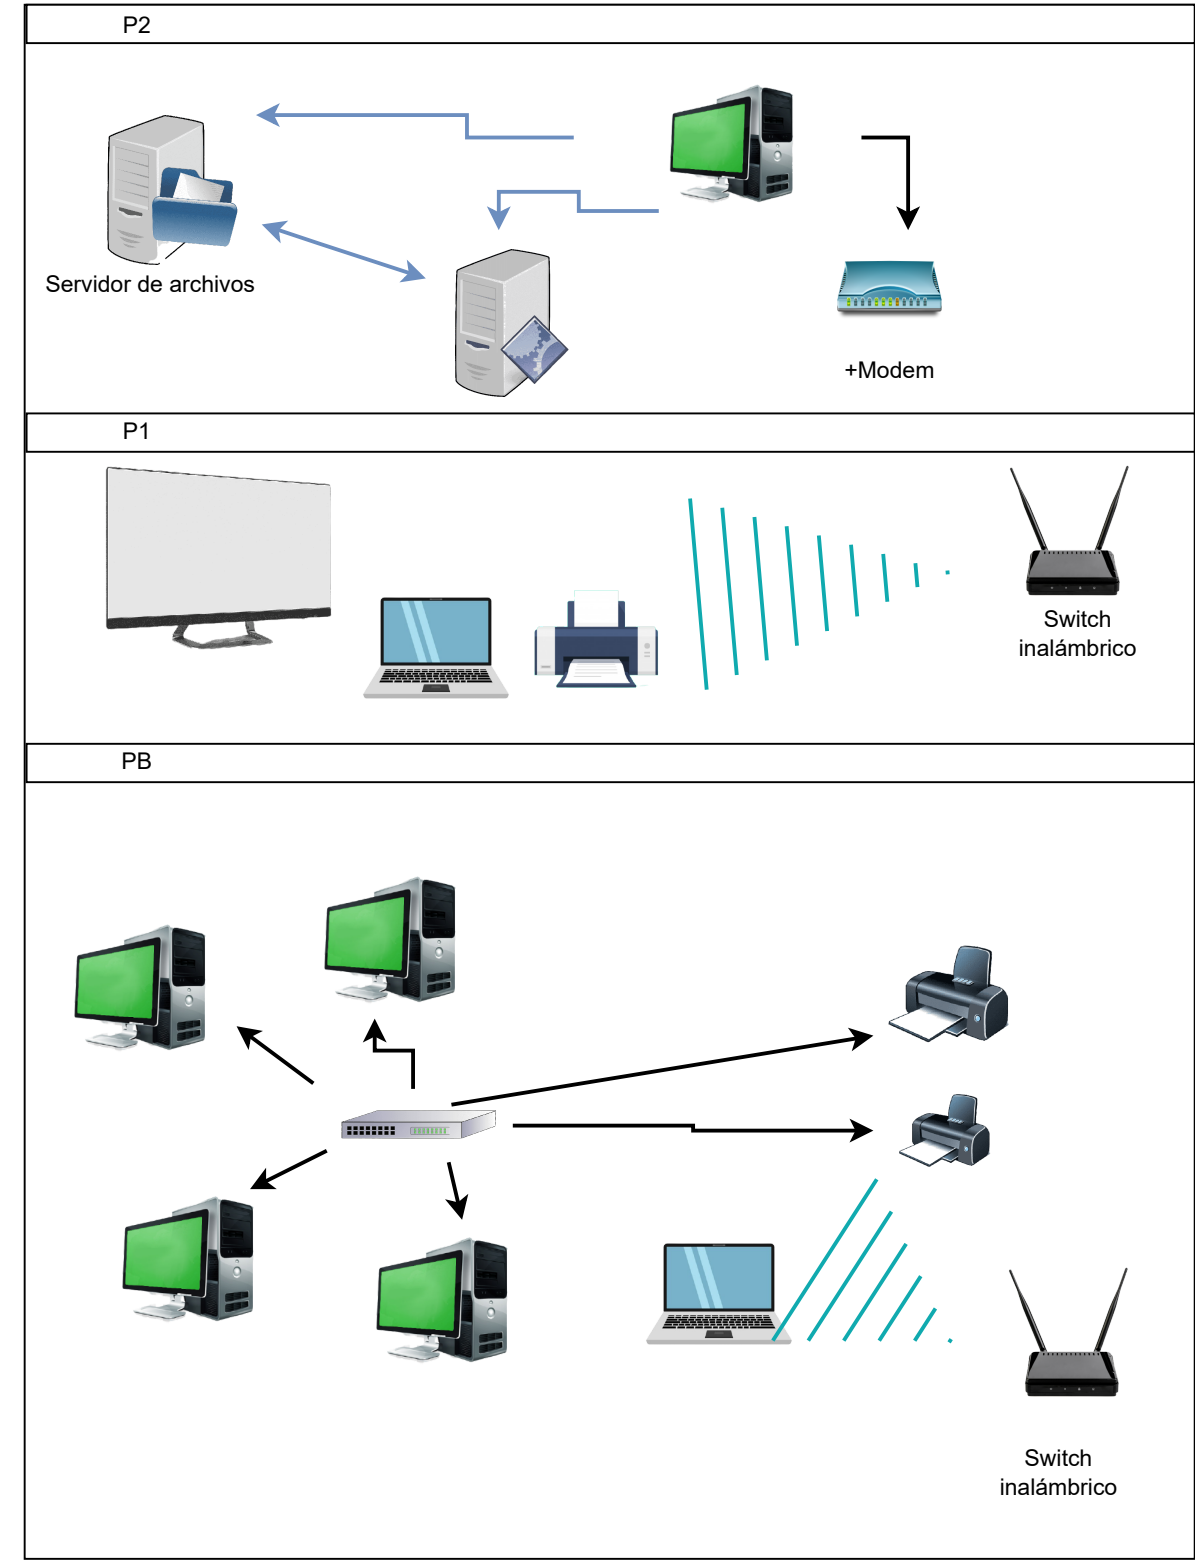 P2
Servidor de archivos
+Modem
P1
Switch
inalámbrico
PB
Switch
inalámbrico